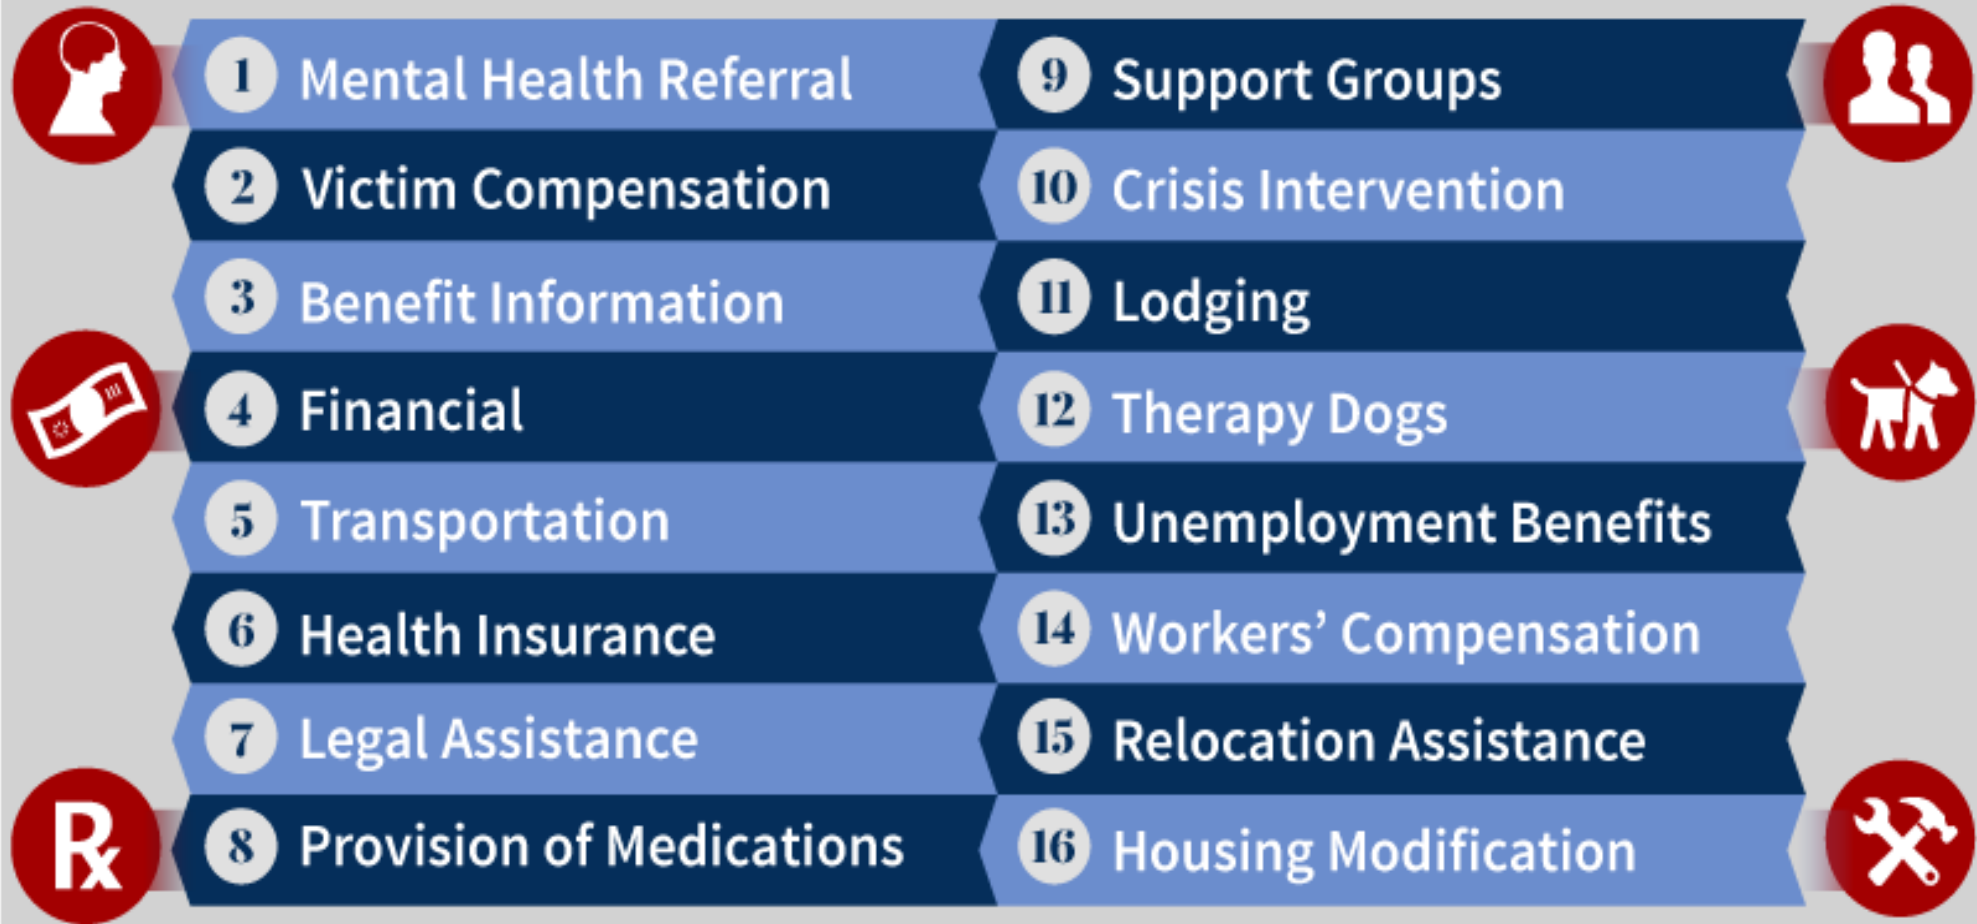 1 Mental Health Referral
2 Victim Compensation
3 Benefit Information
4 Financial
5 Transportation
6 Health Insurance
7 Legal Assistance
8 Provision of Medications
9 Support Groups
10 Crisis Intervention
11 Lodging
12 Therapy Dogs
13 Unemployment Benefits
14 Workers’ Compensation
15 Relocation Assistance
16 Housing Modification
Rx